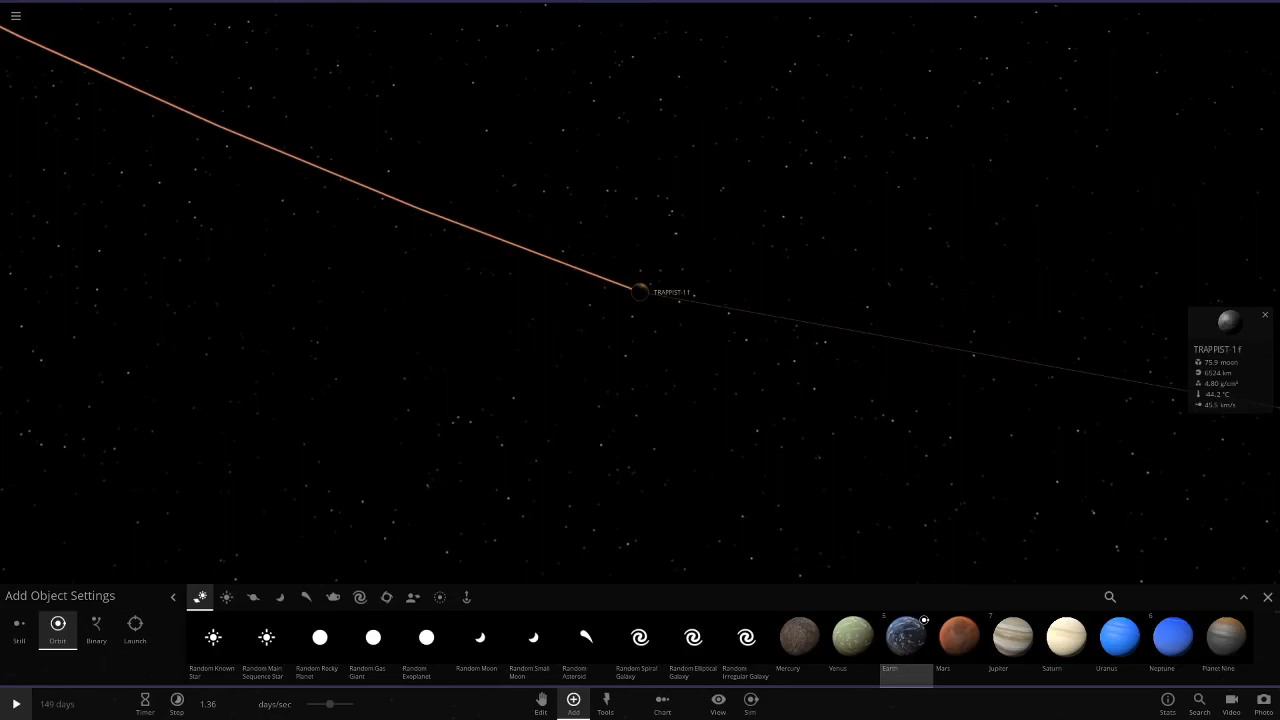 TRAPPIST-1 f
TRAPPIST-1 f
75.9 moon
6524 km
4.80 g/cm³
-44.2 °C
45.5 km/s
Add Object Settings
Still
Orbit
Binary
Launch
5
7
6
Random Known Star
Random Main Sequence Star
Random Rocky Planet
Random Gas Giant
Random Exoplanet
Random Moon
Random Small Moon
Random Asteroid
Random Spiral Galaxy
Random Elliptical Galaxy
Random Irregular Galaxy
Mercury
Venus
Earth
Mars
Jupiter
Saturn
Uranus
Neptune
Planet Nine
149 days
Timer
Step
1.36
days/sec
Edit
Add
Tools
Chart
View
Sim
Stats
Search
Video
Photo